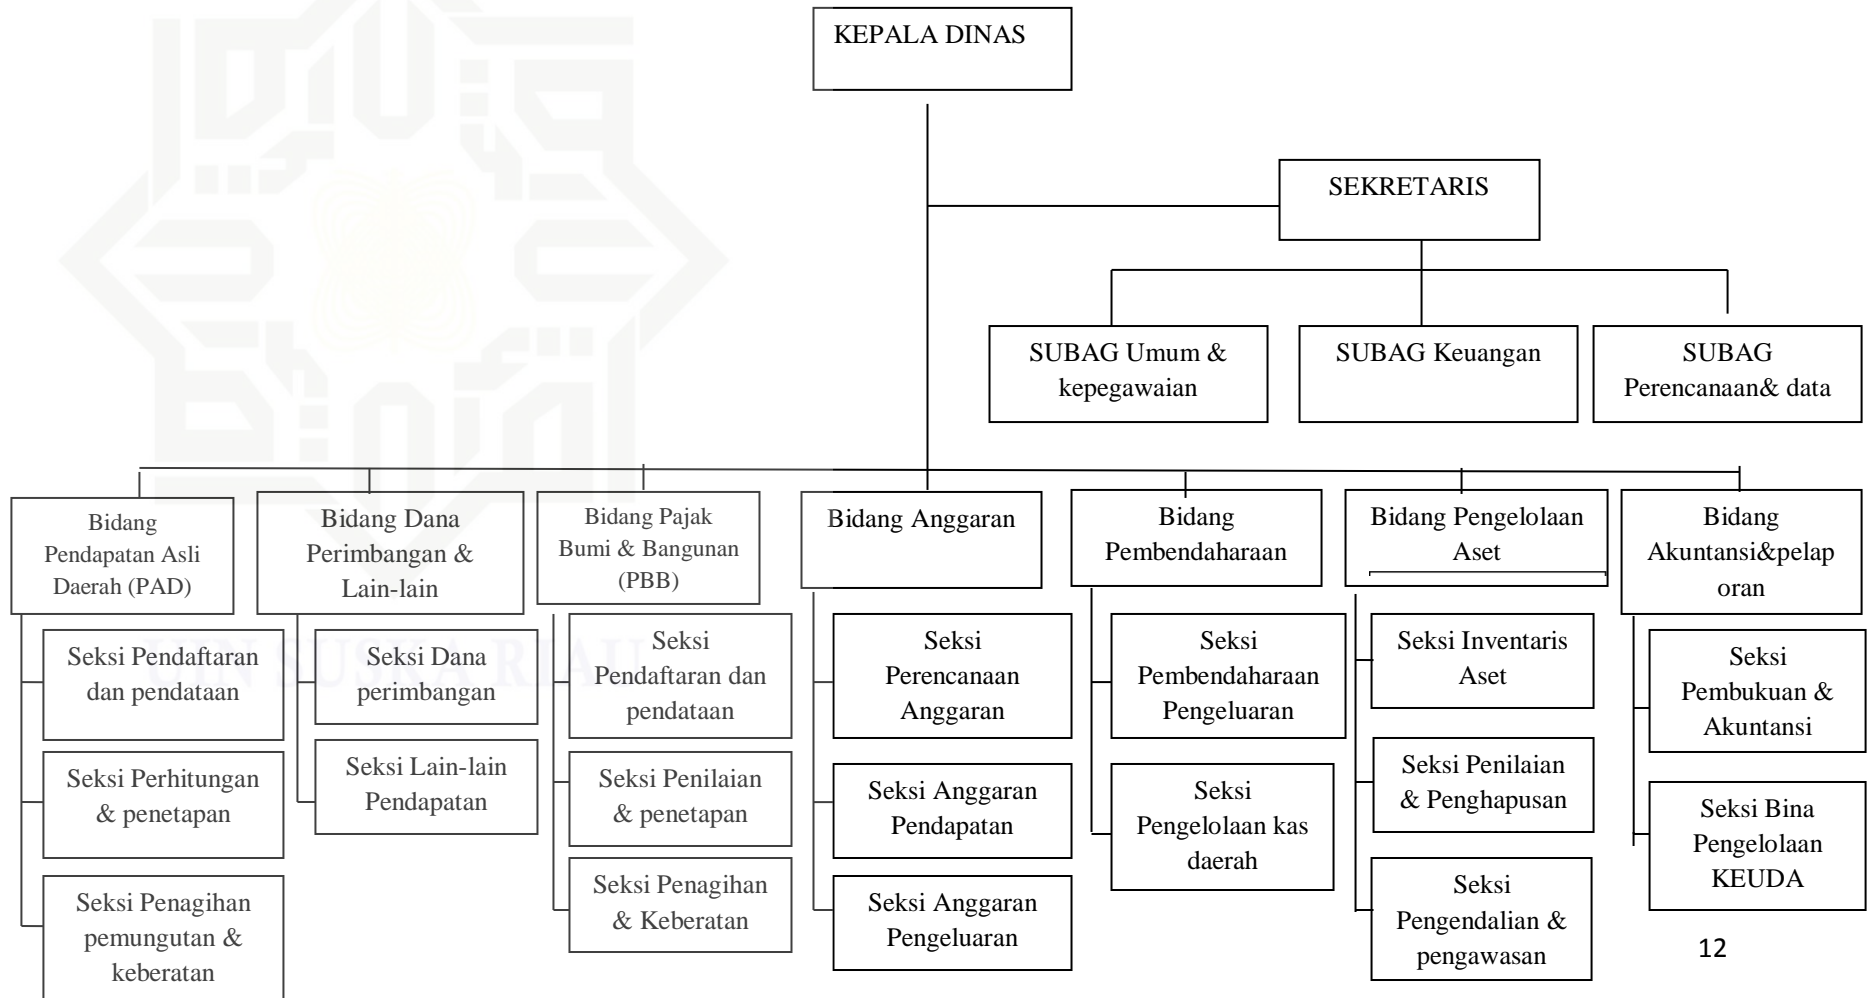 KEPALA DINAS
SEKRETARIS
SUBAG Umum &
kepegawaian
SUBAG Keuangan
SUBAG
Perencanaan& data
Bidang
Pendapatan Asli
Daerah (PAD)
Bidang Dana
Perimbangan &
Lain-lain
Bidang Pajak
Bumi & Bangunan
(PBB)
Bidang Anggaran
Bidang
Pembendaharaan
Bidang Pengelolaan
Aset
Bidang
Akuntansi&pelap
oran
Seksi Pendaftaran
dan pendataan
Seksi Perhitungan
& penetapan
Seksi Penagihan
pemungutan &
keberatan
Seksi Dana
perimbangan
Seksi Lain-lain
Pendapatan
Seksi
Pendaftaran dan
pendataan
Seksi Penilaian
& penetapan
Seksi Penagihan
& Keberatan
Seksi
Perencanaan
Anggaran
Seksi Anggaran
Pendapatan
Seksi Anggaran
Pengeluaran
Seksi
Pembendaharaan
Pengeluaran
Seksi
Pengelolaan kas
daerah
Seksi Inventaris
Aset
Seksi Penilaian
& Penghapusan
Seksi
Pengendalian &
pengawasan
Seksi
Pembukuan &
Akuntansi
Seksi Bina
Pengelolaan
KEUDA
UIN SUSKA RIAU
12